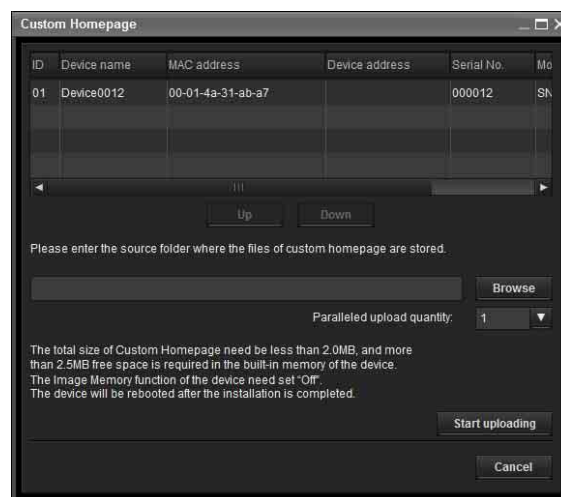 Custom Homepage
ID Device name MAC address Device address Serial No. Mo
01 Device0012 00-01-4a-31-ab-a7 000012 SN
Up Down
Please enter the source folder where the files of custom homepage are stored.
Browse
Paralleled upload quantity: 1
The total size of Custom Homepage need be less than 2.0MB, and more
than 2.5MB free space is required in the built-in memory of the device.
The Image Memory function of the device need set "Off".
The device will be rebooted after the installation is completed.
Start uploading
Cancel